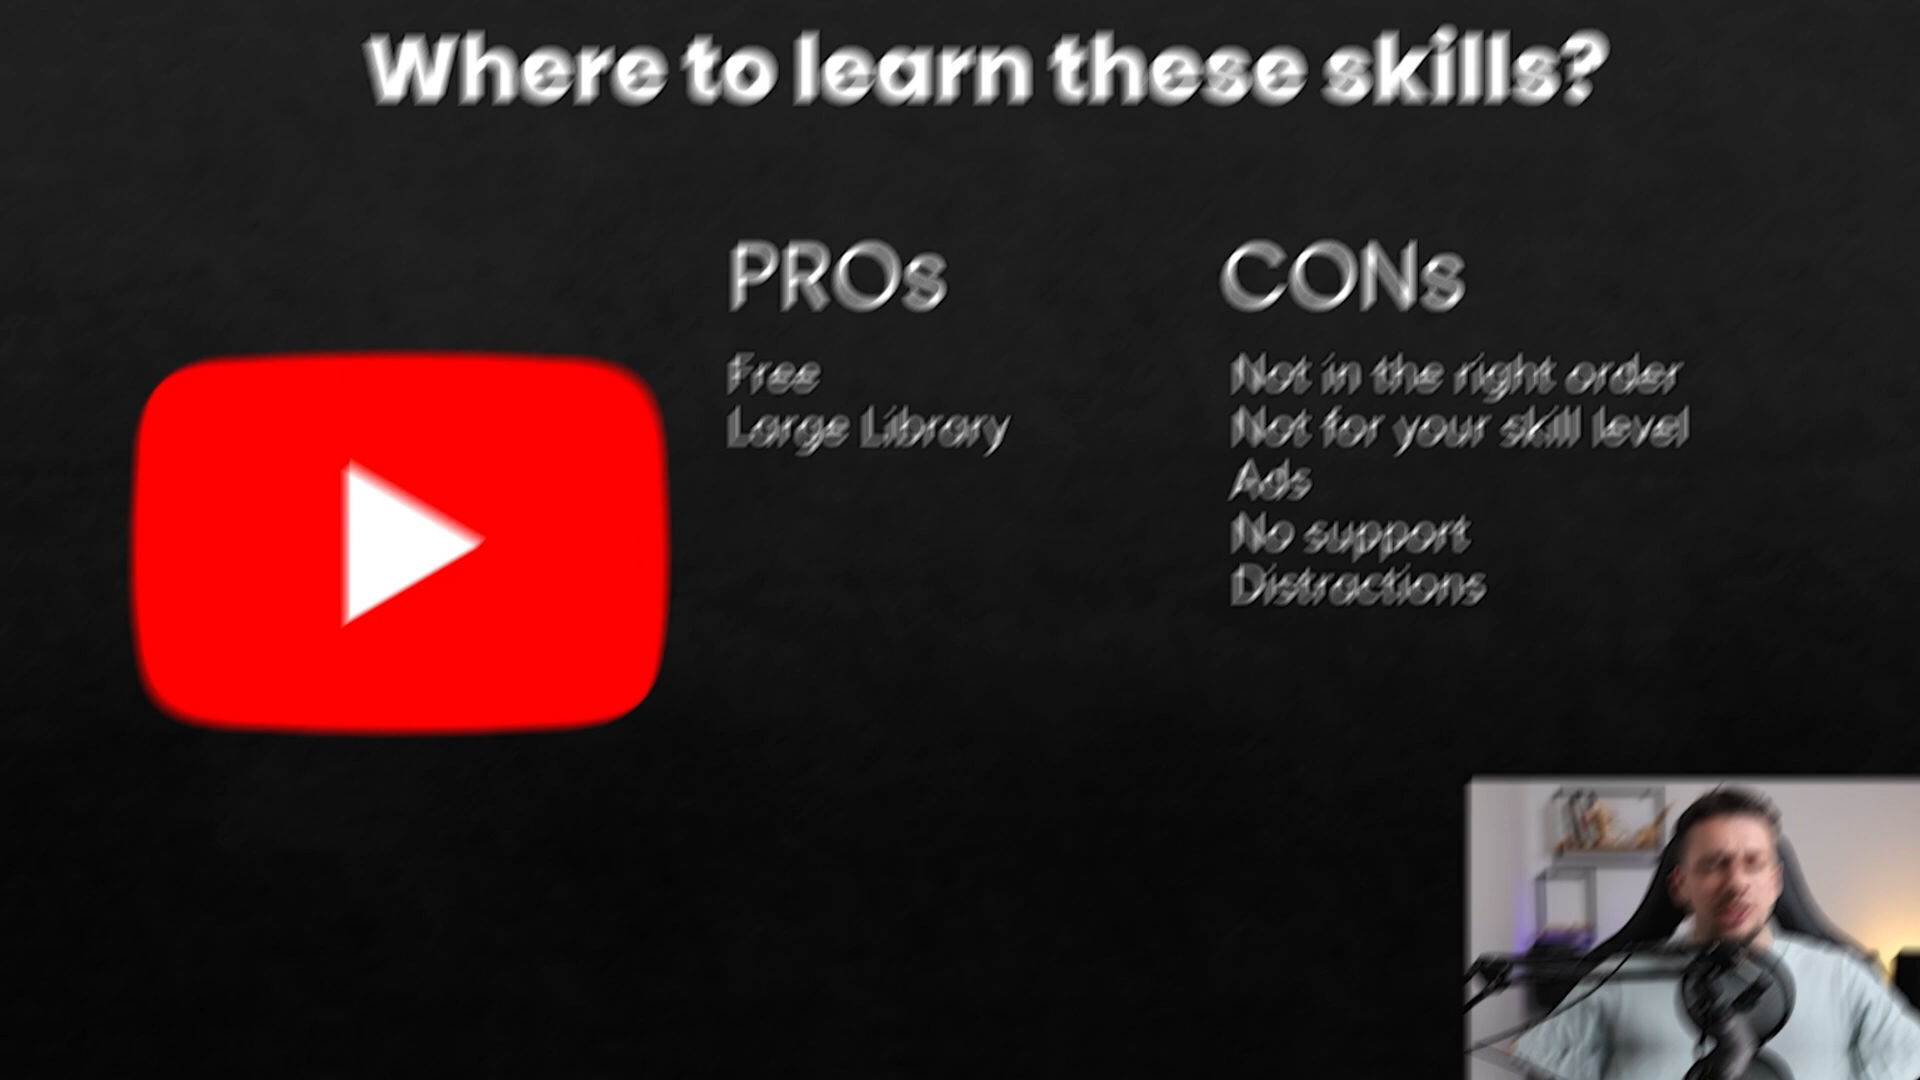 Where to learn these skills?
PROs
Free
Large Library
CONs
Not in the right order
Not for your skill level
Ads
No support
Distractions